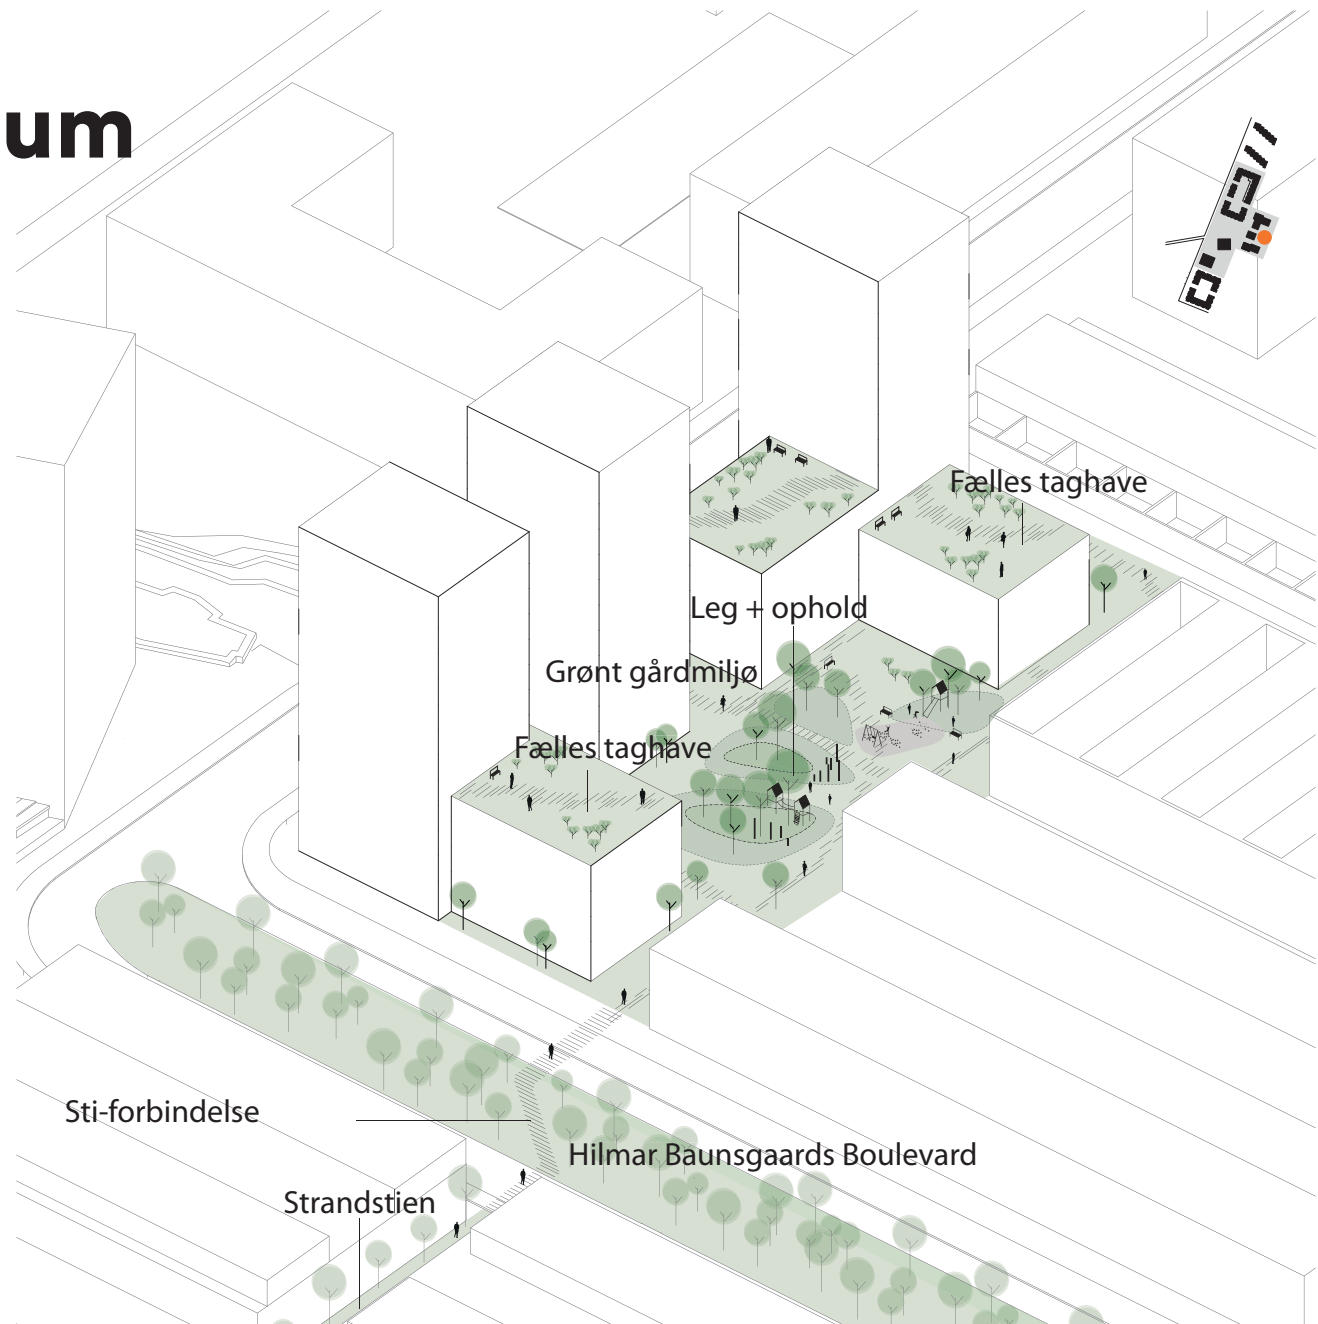 um
Fælles taghave
Leg + ophold
Grønt gårdmiljø
Fælles taghave
Sti-forbindelse
Hilmar Baunsgaards Boulevard
Strandstien